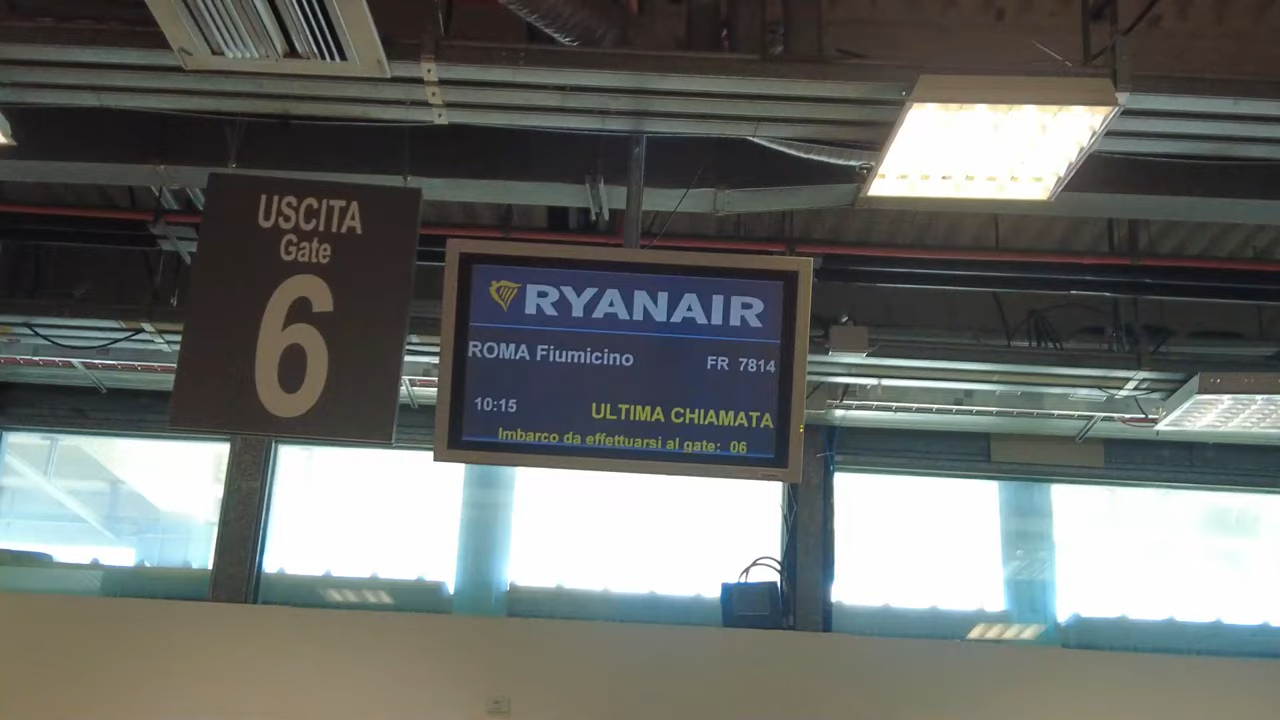 USCITA
Gate
6
RYANAIR
ROMA Fiumicino FR 7814
10:15 ULTIMA CHIAMATA
Imbarco da effettuarsi al gate: 06